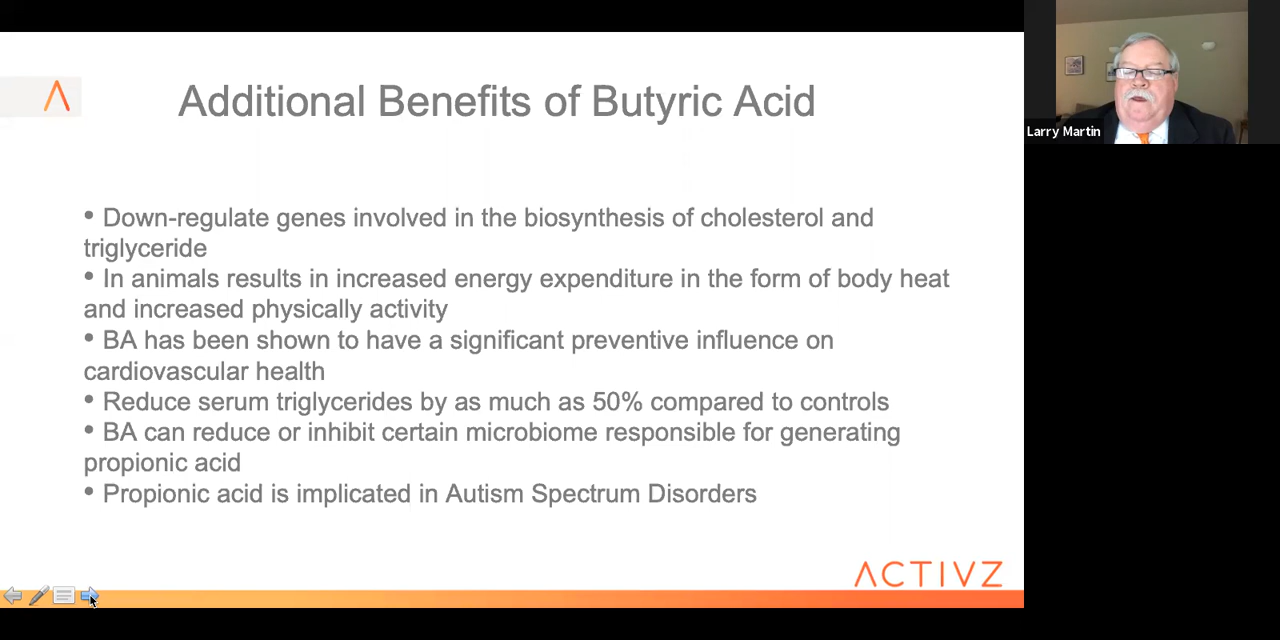 Additional Benefits of Butyric Acid
Larry Martin
• Down-regulate genes involved in the biosynthesis of cholesterol and
triglyceride
• In animals results in increased energy expenditure in the form of body heat
and increased physically activity
• BA has been shown to have a significant preventive influence on
cardiovascular health
• Reduce serum triglycerides by as much as 50% compared to controls
• BA can reduce or inhibit certain microbiome responsible for generating
propionic acid
• Propionic acid is implicated in Autism Spectrum Disorders
ACTIVZ